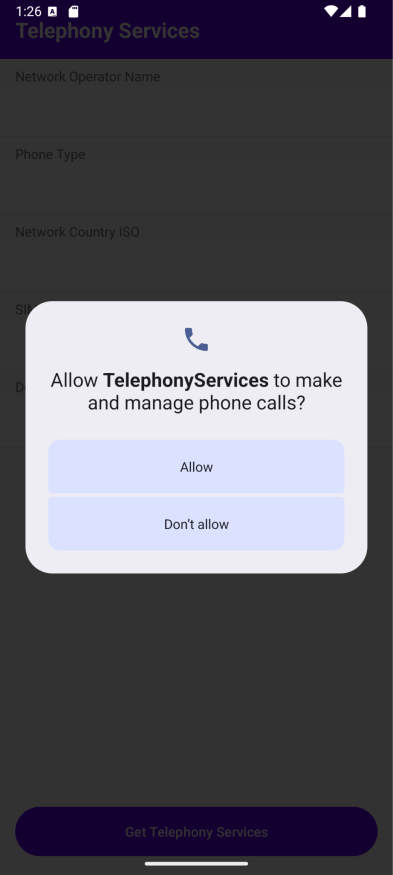 1:26
Telephony Services
Network Operator Name
Phone Type
Network Country ISO
Allow TelephonyServices to make
and manage phone calls?
Allow
Don't allow
Get Telephony Services